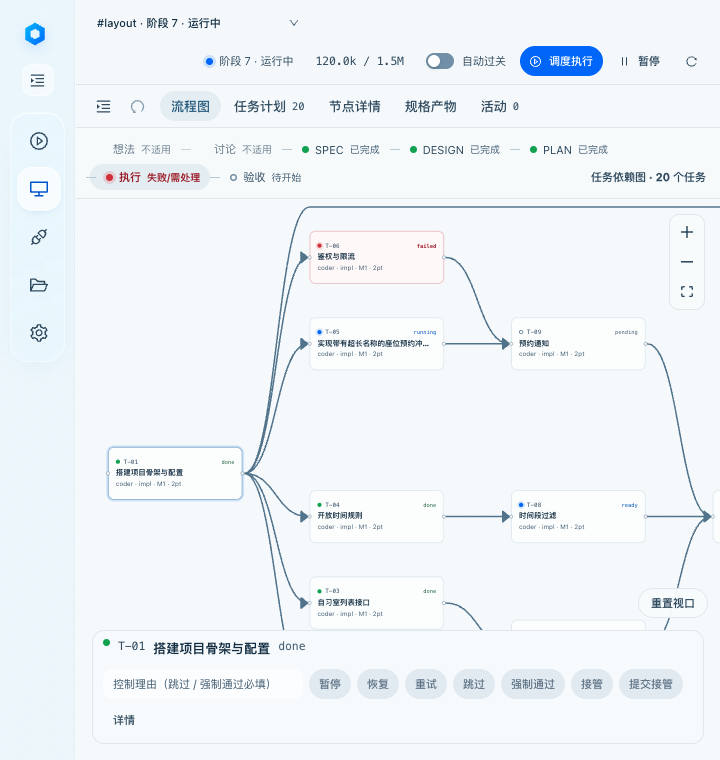 #layout · 阶段 7 · 运行中
阶段 7 · 运行中 120.0k / 1.5M 自动过关 调度执行 暂停
流程图 任务计划 20 节点详情 规格产物 活动 0
想法 不适用 讨论 不适用 SPEC 已完成 DESIGN 已完成 PLAN 已完成
执行 失败/需处理 验收 待开始 任务依赖图 · 20 个任务
T-06 failed
鉴权与限流
coder · impl · M1 · 2pt
T-05 running
实现带有超长名称的座位预约冲…
coder · impl · M1 · 2pt
T-09 pending
预约通知
coder · impl · M1 · 2pt
T-01 done
搭建项目骨架与配置
coder · impl · M1 · 2pt
T-04 done
开放时间规则
coder · impl · M1 · 2pt
T-08 ready
时间段过滤
coder · impl · M1 · 2pt
T-03 done
自习室列表接口
coder · impl · M1 · 2pt
重置视口
T-01 搭建项目骨架与配置 done
控制理由（跳过 / 强制通过必填） 暂停 恢复 重试 跳过 强制通过 接管 提交接管
详情